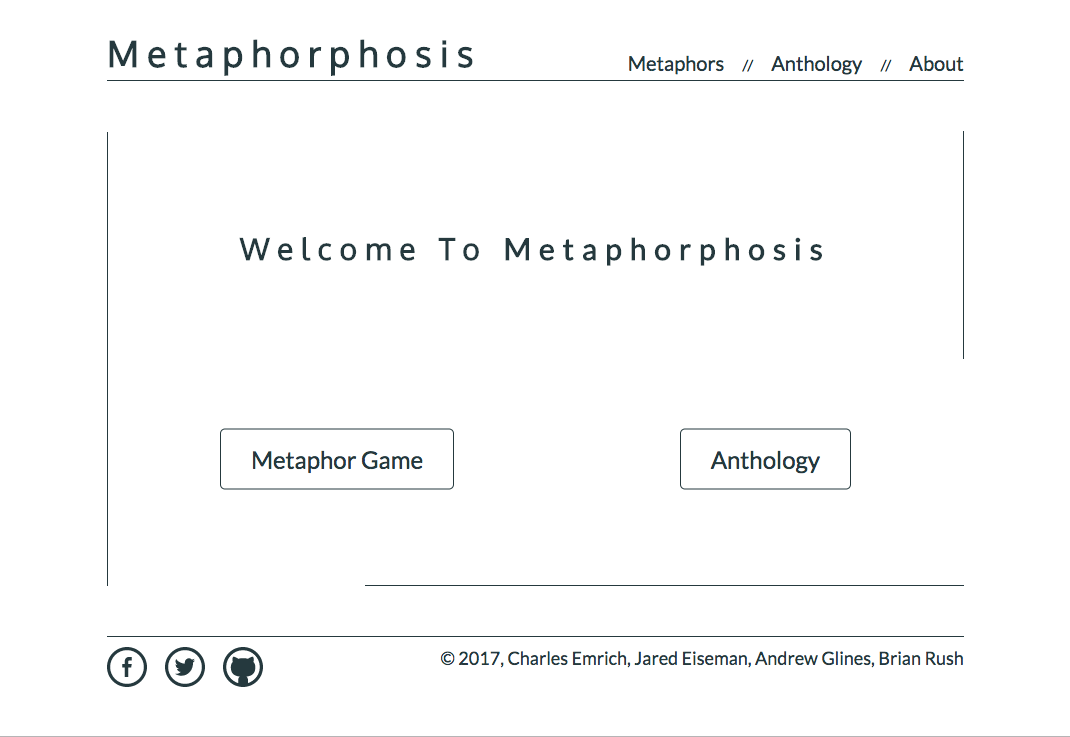 Metaphorphosis
Metaphors // Anthology // About
Welcome To Metaphorphosis
Metaphor Game
Anthology
© 2017, Charles Emrich, Jared Eiseman, Andrew Glines, Brian Rush